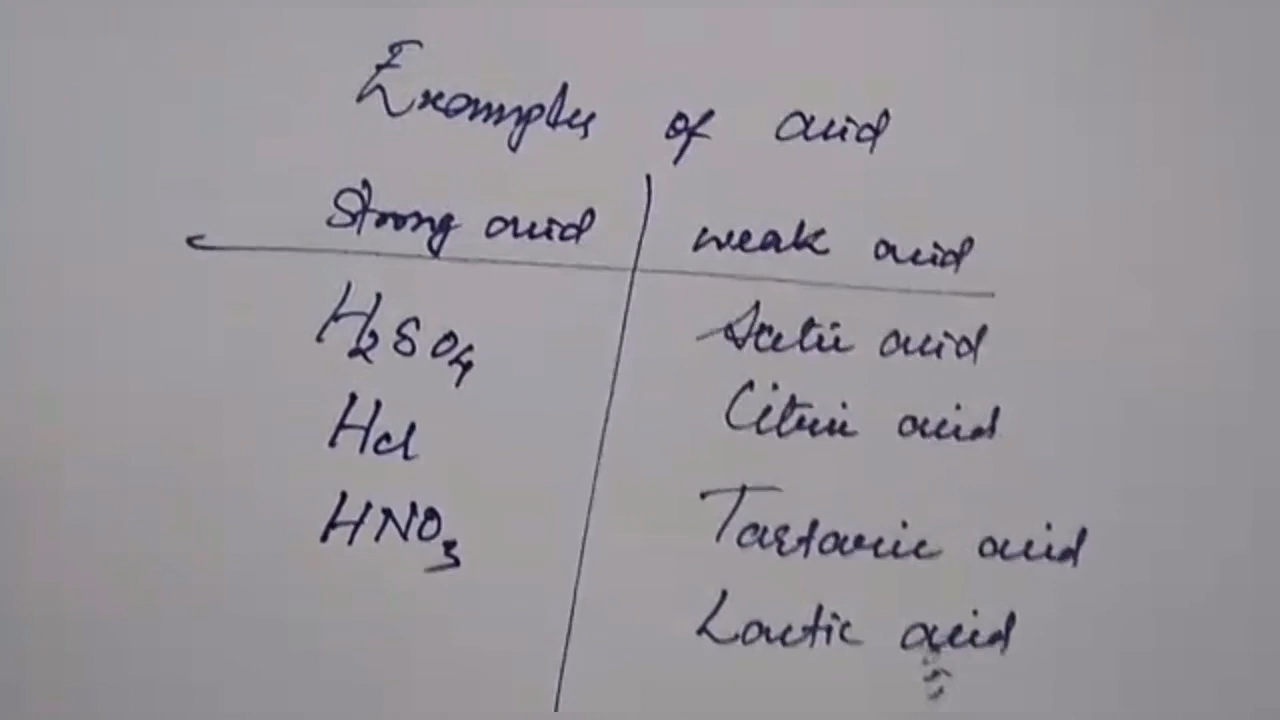 Examples of acid
Strong acid weak acid
H2SO4 Acetic acid
Hcl Citric acid
HNO3 Tartaric acid
Lactic acid